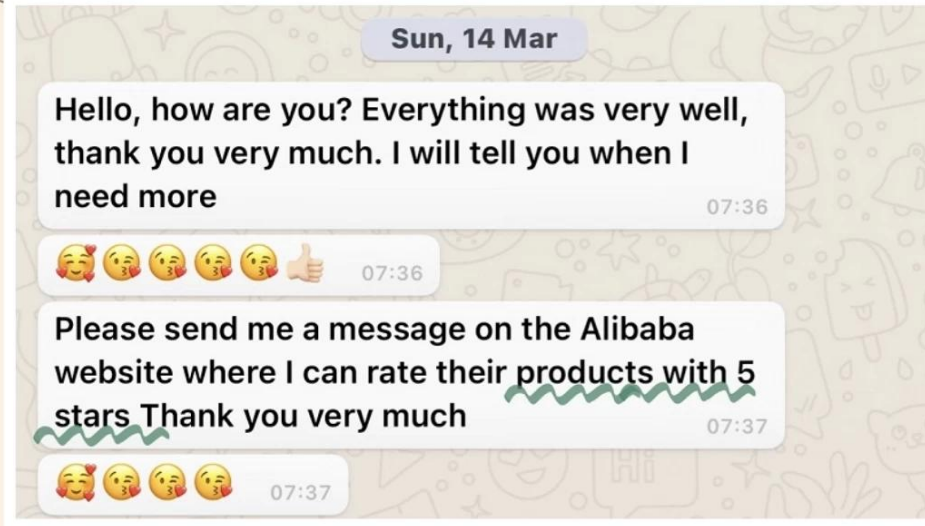 Sun, 14 Mar
Hello, how are you? Everything was very well,
thank you very much. I will tell you when I
need more
07:36
🥰😘😘😘😘👍🏻 07:36
Please send me a message on the Alibaba
website where I can rate their products with 5
stars Thank you very much
07:37
🥰😘😘😘 07:37
Hi